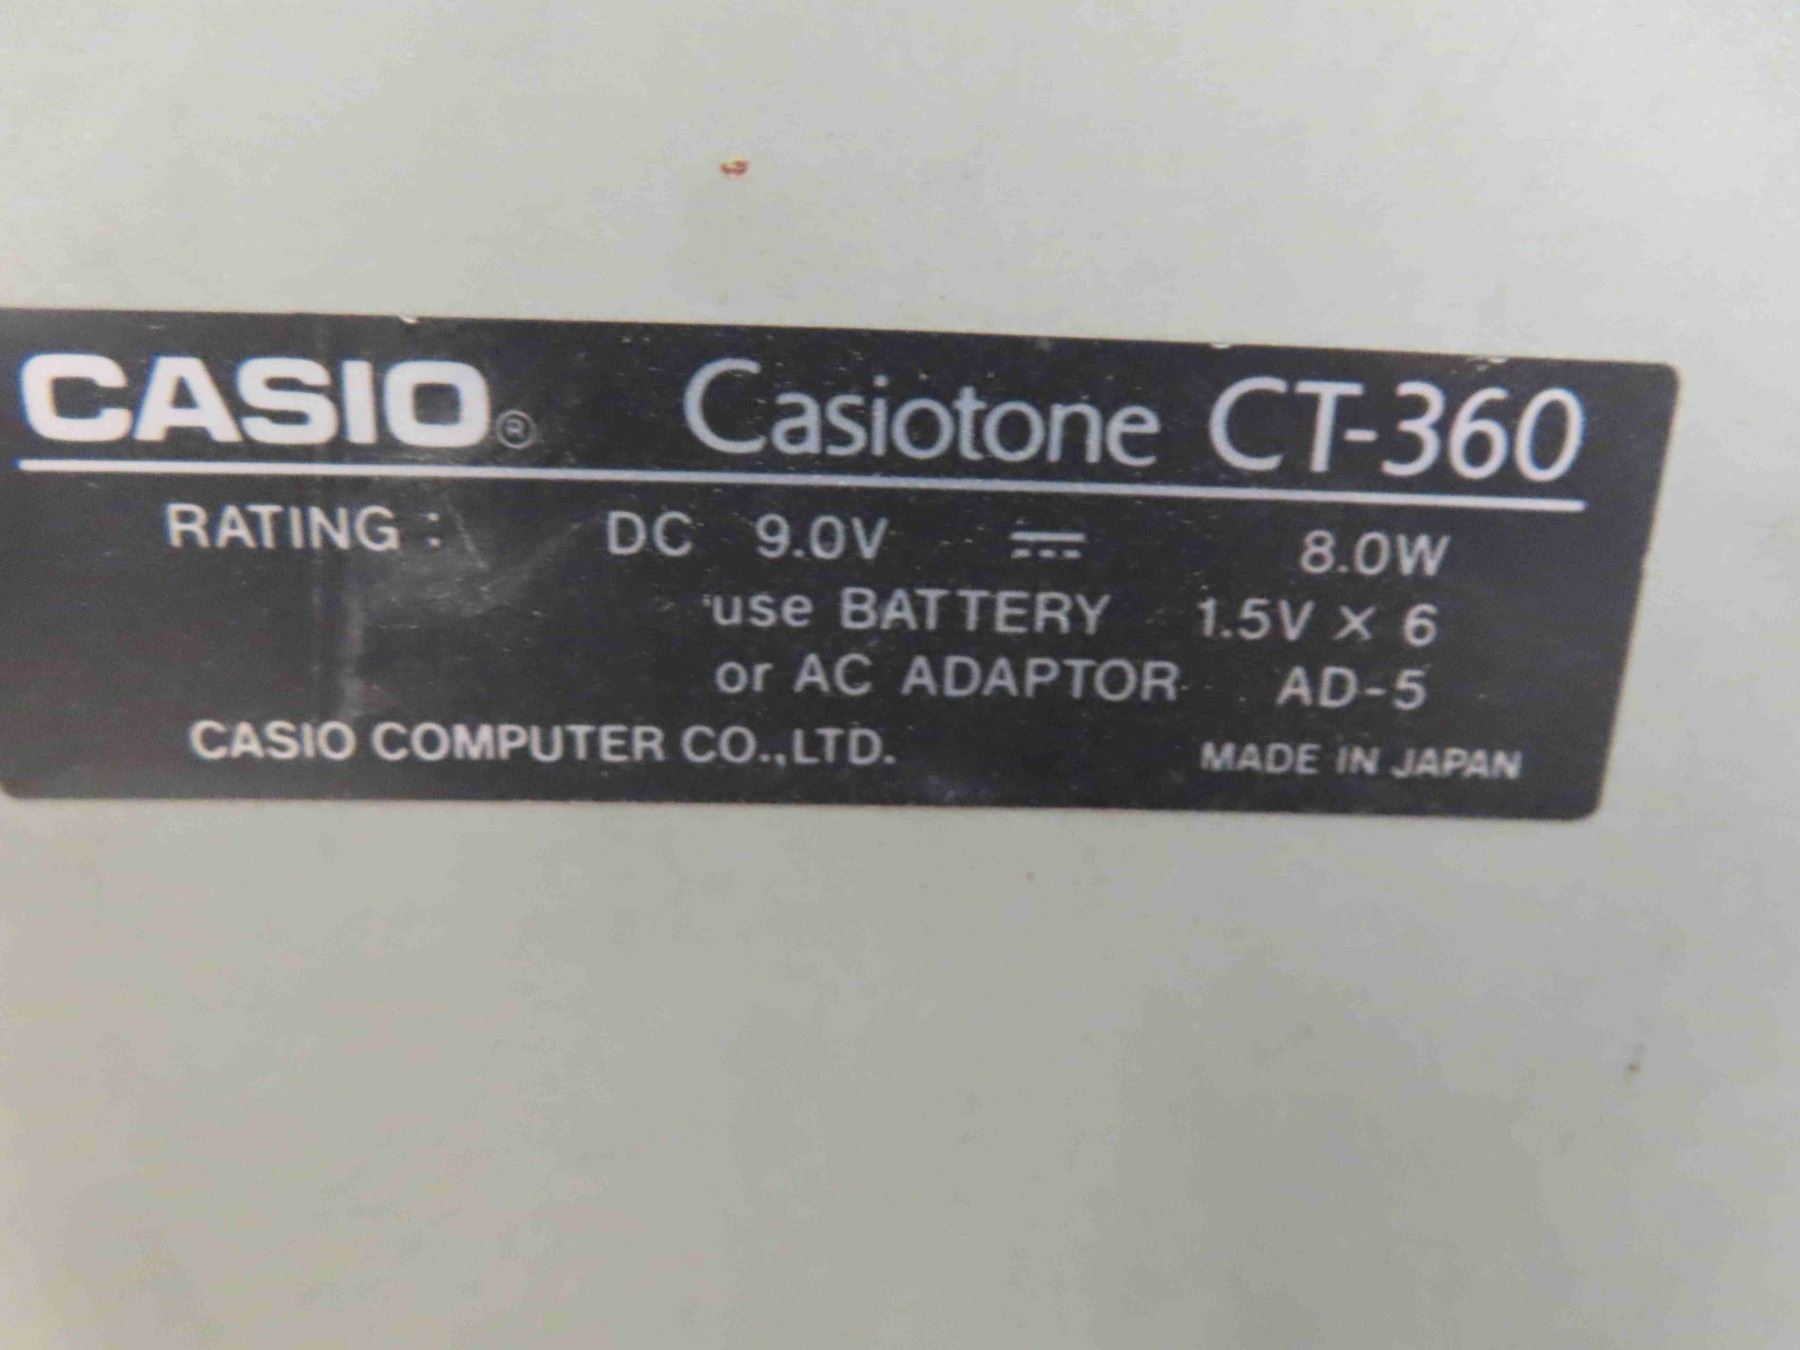 CASIO® Casiotone CT-360
RATING : DC 9.0V ⎓ 8.0W
use BATTERY 1.5V × 6
or AC ADAPTOR AD-5
CASIO COMPUTER CO.,LTD. MADE IN JAPAN